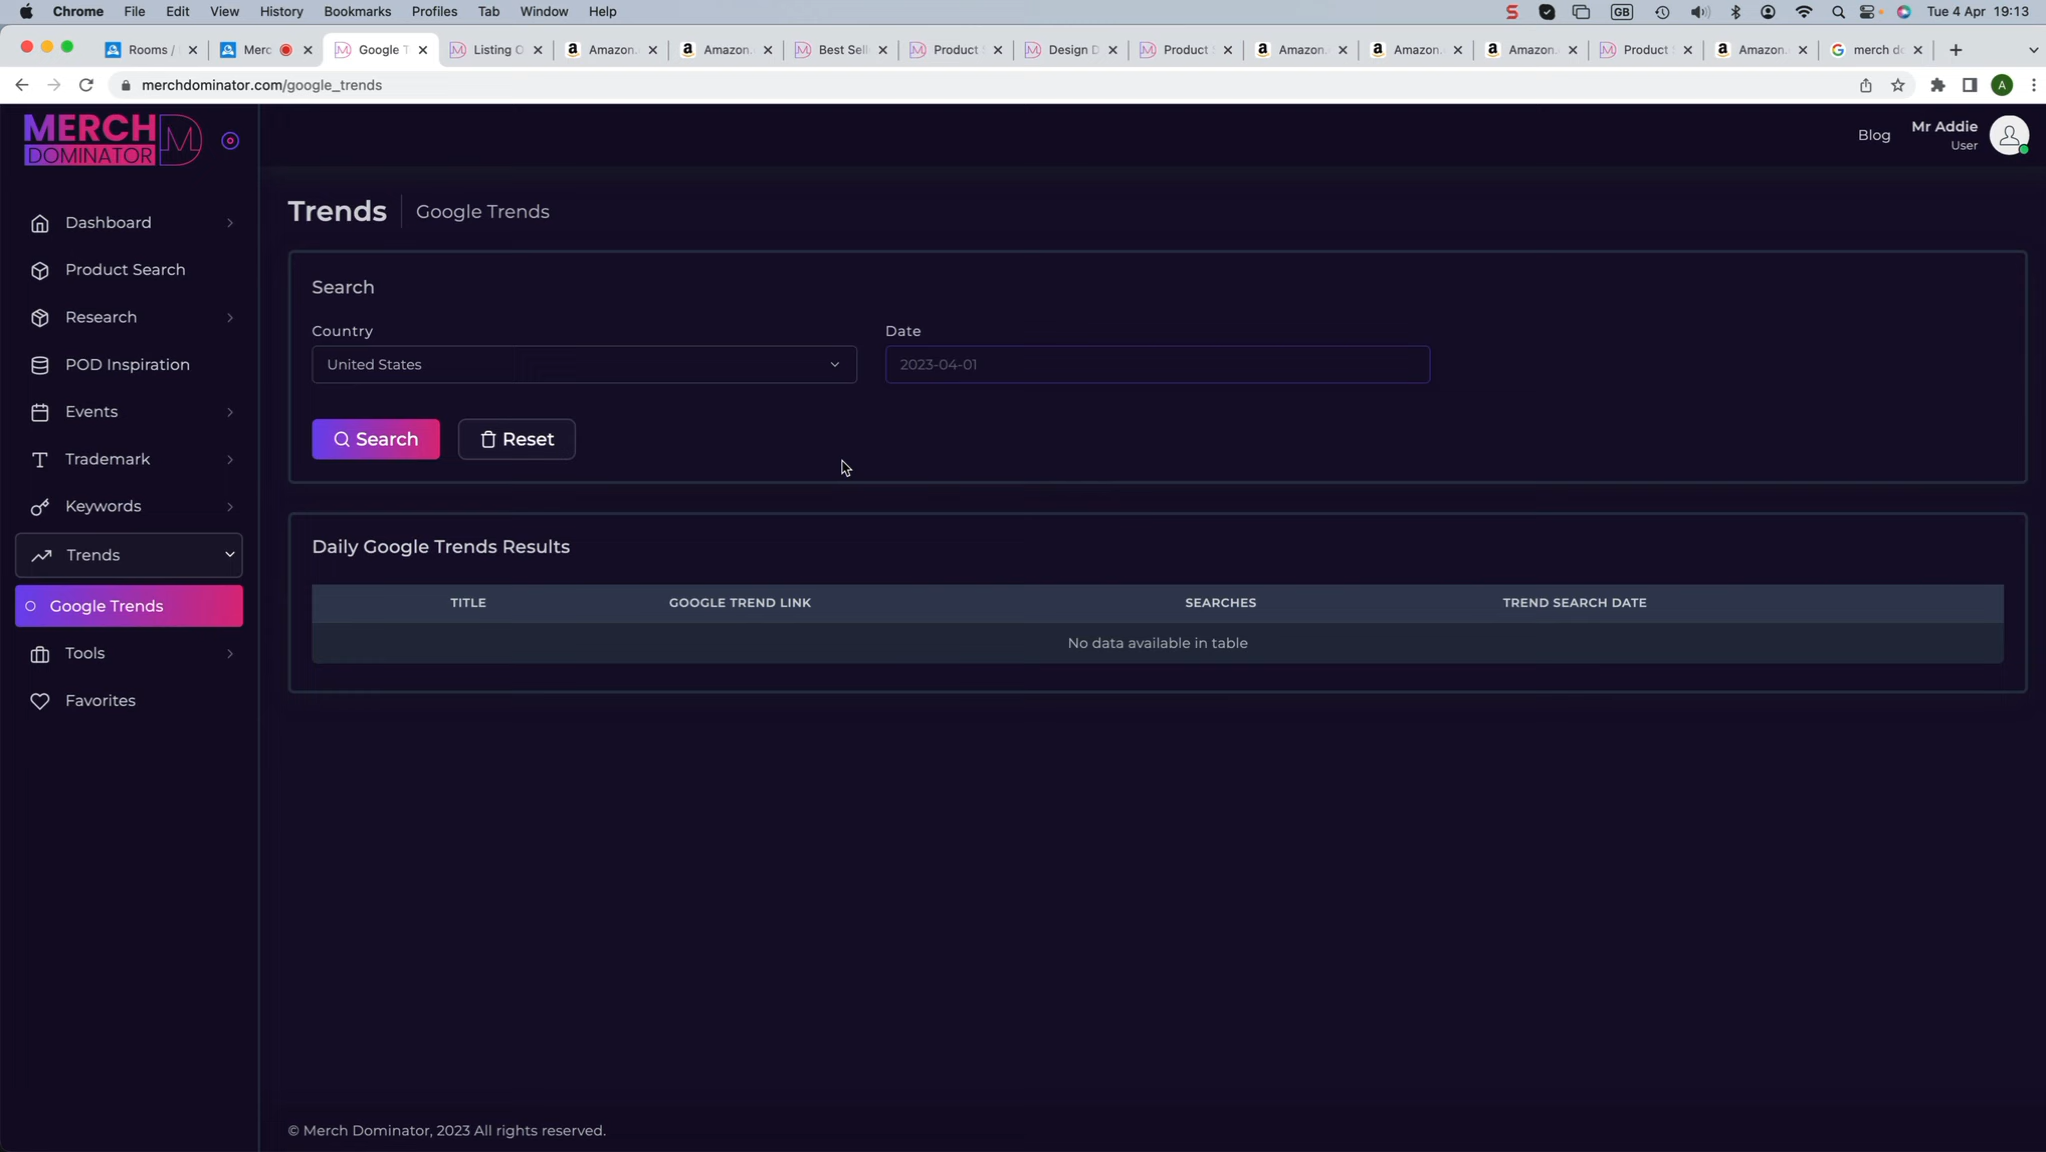 Chrome File Edit View History Bookmarks Profiles Tab Window Help S GB Tue 4 Apr 19:13
Rooms / Merc Google T Listing O Amazon. Amazon. Best Sell Product Design D Product Amazon. Amazon. Amazon. Product Amazon. merch do
merchdominator.com/google_trends A
MERCH
DOMINATOR
Blog Mr Addie
User
Dashboard
Product Search
Research
POD Inspiration
Events
Trademark
Keywords
Trends
Google Trends
Tools
Favorites
Trends Google Trends
Search
Country Date
United States 2023-04-01
Search Reset
Daily Google Trends Results
TITLE GOOGLE TREND LINK SEARCHES TREND SEARCH DATE
No data available in table
© Merch Dominator, 2023 All rights reserved.